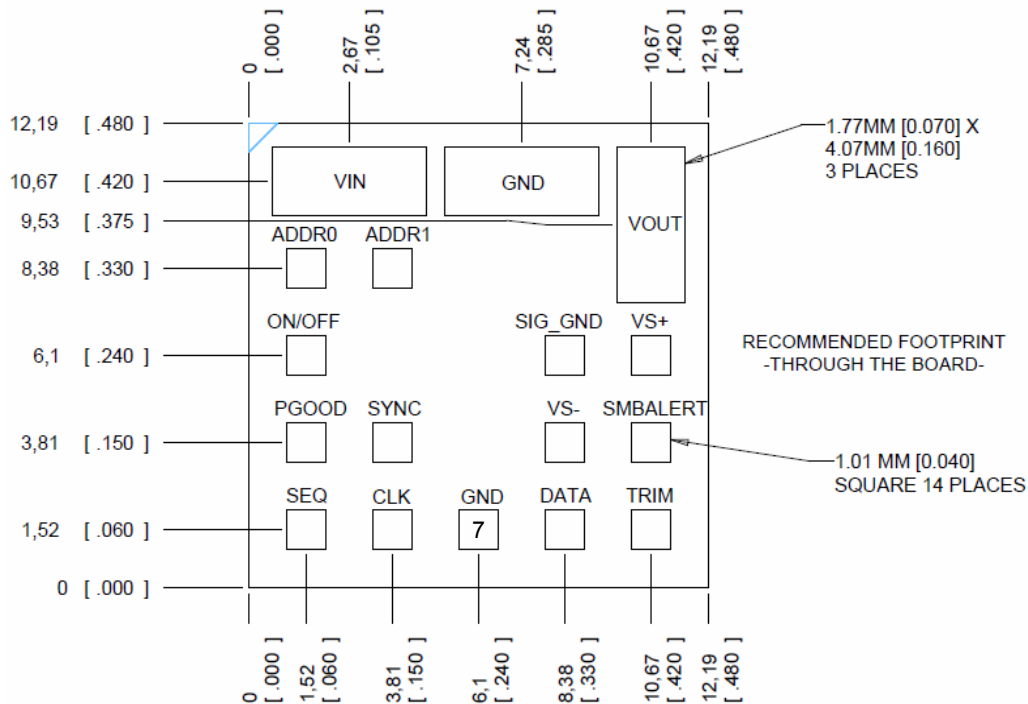 0
[ .000 ]
2,67
[ .105 ]
7,24
[ .285 ]
10,67
[ .420 ]
12,19
[ .480 ]
12,19 [ .480 ]
10,67 [ .420 ]
9,53 [ .375 ]
8,38 [ .330 ]
6,1 [ .240 ]
3,81 [ .150 ]
1,52 [ .060 ]
0 [ .000 ]
VIN
GND
VOUT
1.77MM [0.070] X
4.07MM [0.160]
3 PLACES
ADDR0 ADDR1
ON/OFF SIG_GND VS+
RECOMMENDED FOOTPRINT
-THROUGH THE BOARD-
PGOOD SYNC VS- SMBALERT
1.01 MM [0.040]
SQUARE 14 PLACES
SEQ CLK GND DATA TRIM
7
0
[ .000 ]
1,52
[ .060 ]
3,81
[ .150 ]
6,1
[ .240 ]
8,38
[ .330 ]
10,67
[ .420 ]
12,19
[ .480 ]